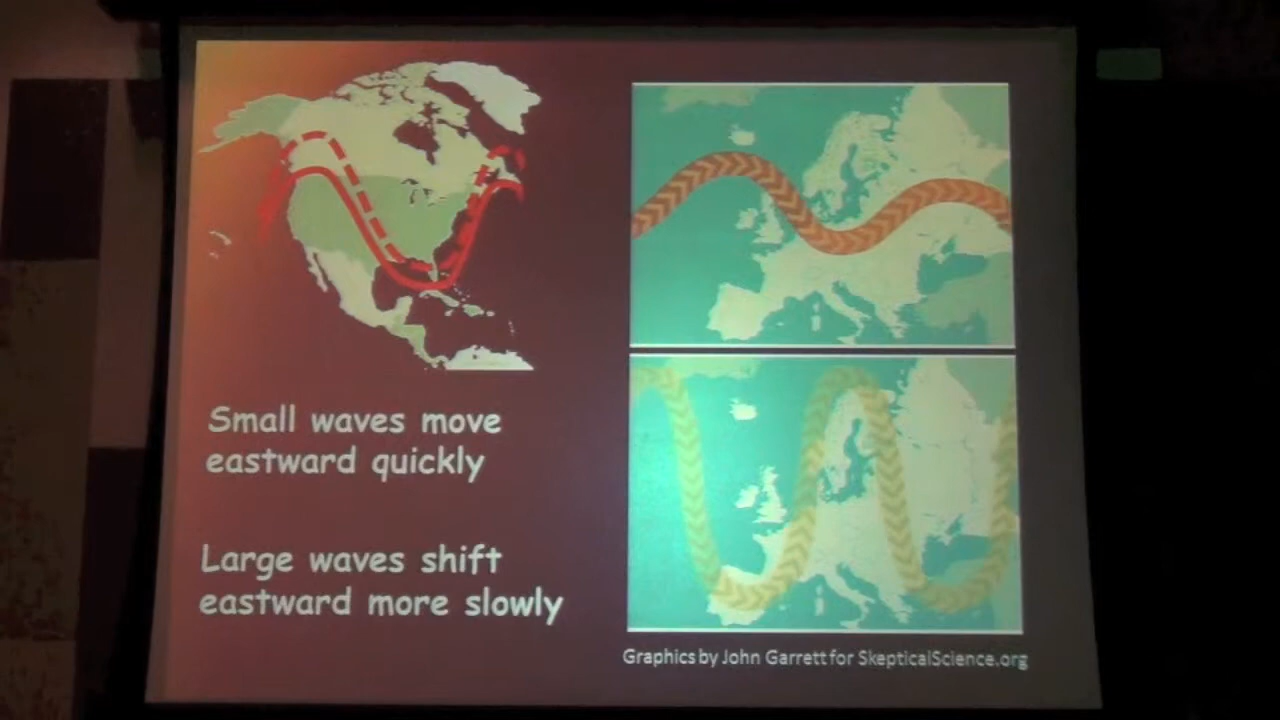 Small waves move
eastward quickly
Large waves shift
eastward more slowly
Graphics by John Garrett for SkepticalScience.org